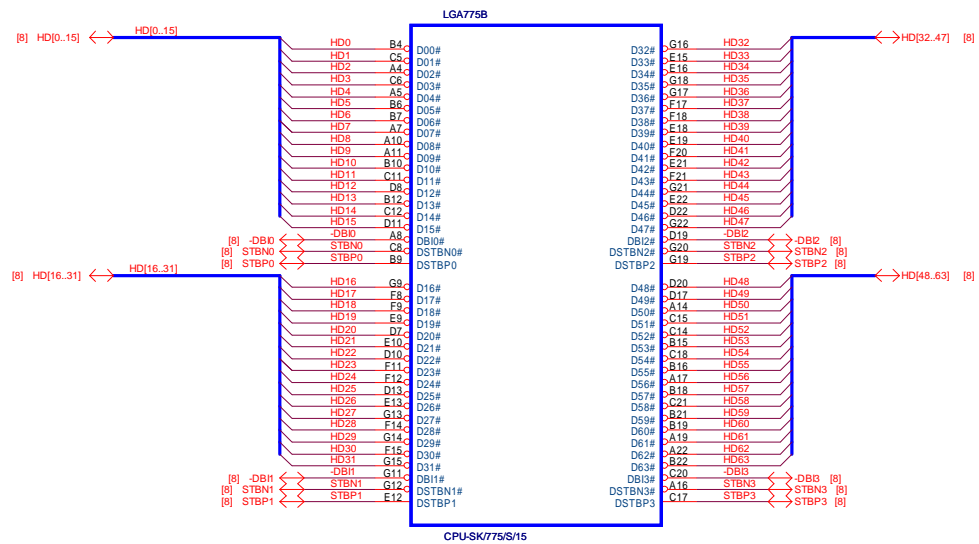 LGA775B
[8] HD[0..15] HD[0..15] HD[32..47] [8]
HD0 B4 D00# D32# G16 HD32
HD1 C5 D01# D33# E15 HD33
HD2 A4 D02# D34# E16 HD34
HD3 C6 D03# D35# G18 HD35
HD4 A5 D04# D36# G17 HD36
HD5 B6 D05# D37# F17 HD37
HD6 B7 D06# D38# F18 HD38
HD7 A7 D07# D39# E18 HD39
HD8 A10 D08# D40# E19 HD40
HD9 A11 D09# D41# F20 HD41
HD10 B10 D10# D42# E21 HD42
HD11 C11 D11# D43# F21 HD43
HD12 D8 D12# D44# G21 HD44
HD13 B12 D13# D45# E22 HD45
HD14 C12 D14# D46# D22 HD46
HD15 D11 D15# D47# G22 HD47
[8] -DBI0 -DBI0 A8 DBI0# DBI2# D19 -DBI2 -DBI2 [8]
[8] STBN0 STBN0 C8 DSTBN0# DSTBN2# G20 STBN2 STBN2 [8]
[8] STBP0 STBP0 B9 DSTBP0 DSTBP2 G19 STBP2 STBP2 [8]
[8] HD[16..31] HD[16..31] HD[48..63] [8]
HD16 G9 D16# D48# D20 HD48
HD17 F8 D17# D49# D17 HD49
HD18 F9 D18# D50# A14 HD50
HD19 E9 D19# D51# C15 HD51
HD20 D7 D20# D52# C14 HD52
HD21 E10 D21# D53# B15 HD53
HD22 D10 D22# D54# C18 HD54
HD23 F11 D23# D55# B16 HD55
HD24 F12 D24# D56# A17 HD56
HD25 D13 D25# D57# B18 HD57
HD26 E13 D26# D58# C21 HD58
HD27 G13 D27# D59# B21 HD59
HD28 F14 D28# D60# B19 HD60
HD29 G14 D29# D61# A19 HD61
HD30 F15 D30# D62# A22 HD62
HD31 G15 D31# D63# B22 HD63
[8] -DBI1 -DBI1 G11 DBI1# DBI3# C20 -DBI3 -DBI3 [8]
[8] STBN1 STBN1 G12 DSTBN1# DSTBN3# A16 STBN3 STBN3 [8]
[8] STBP1 STBP1 E12 DSTBP1 DSTBP3 C17 STBP3 STBP3 [8]
CPU-SK/775/S/15